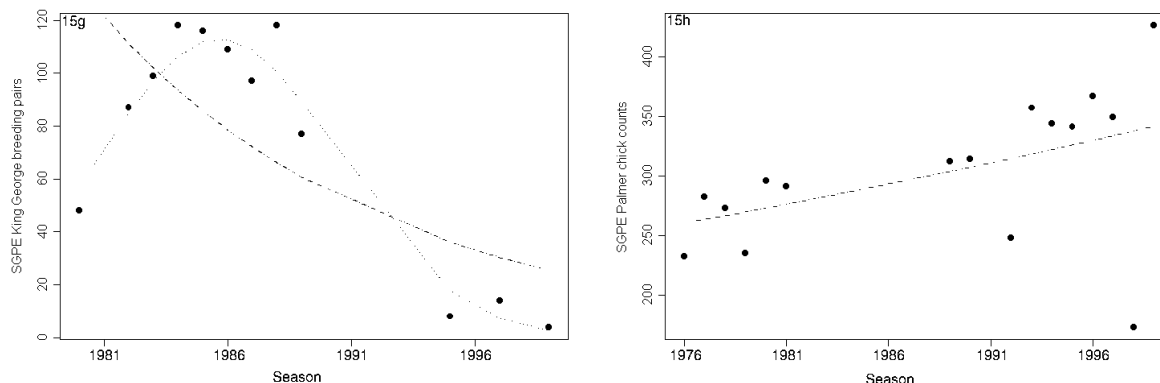 15g
SGPE King George breeding pairs
120
100
80
60
40
20
0
1981 1986 1991 1996
Season
15h
SGPE Palmer chick counts
400
350
300
250
200
1976 1981 1986 1991 1996
Season